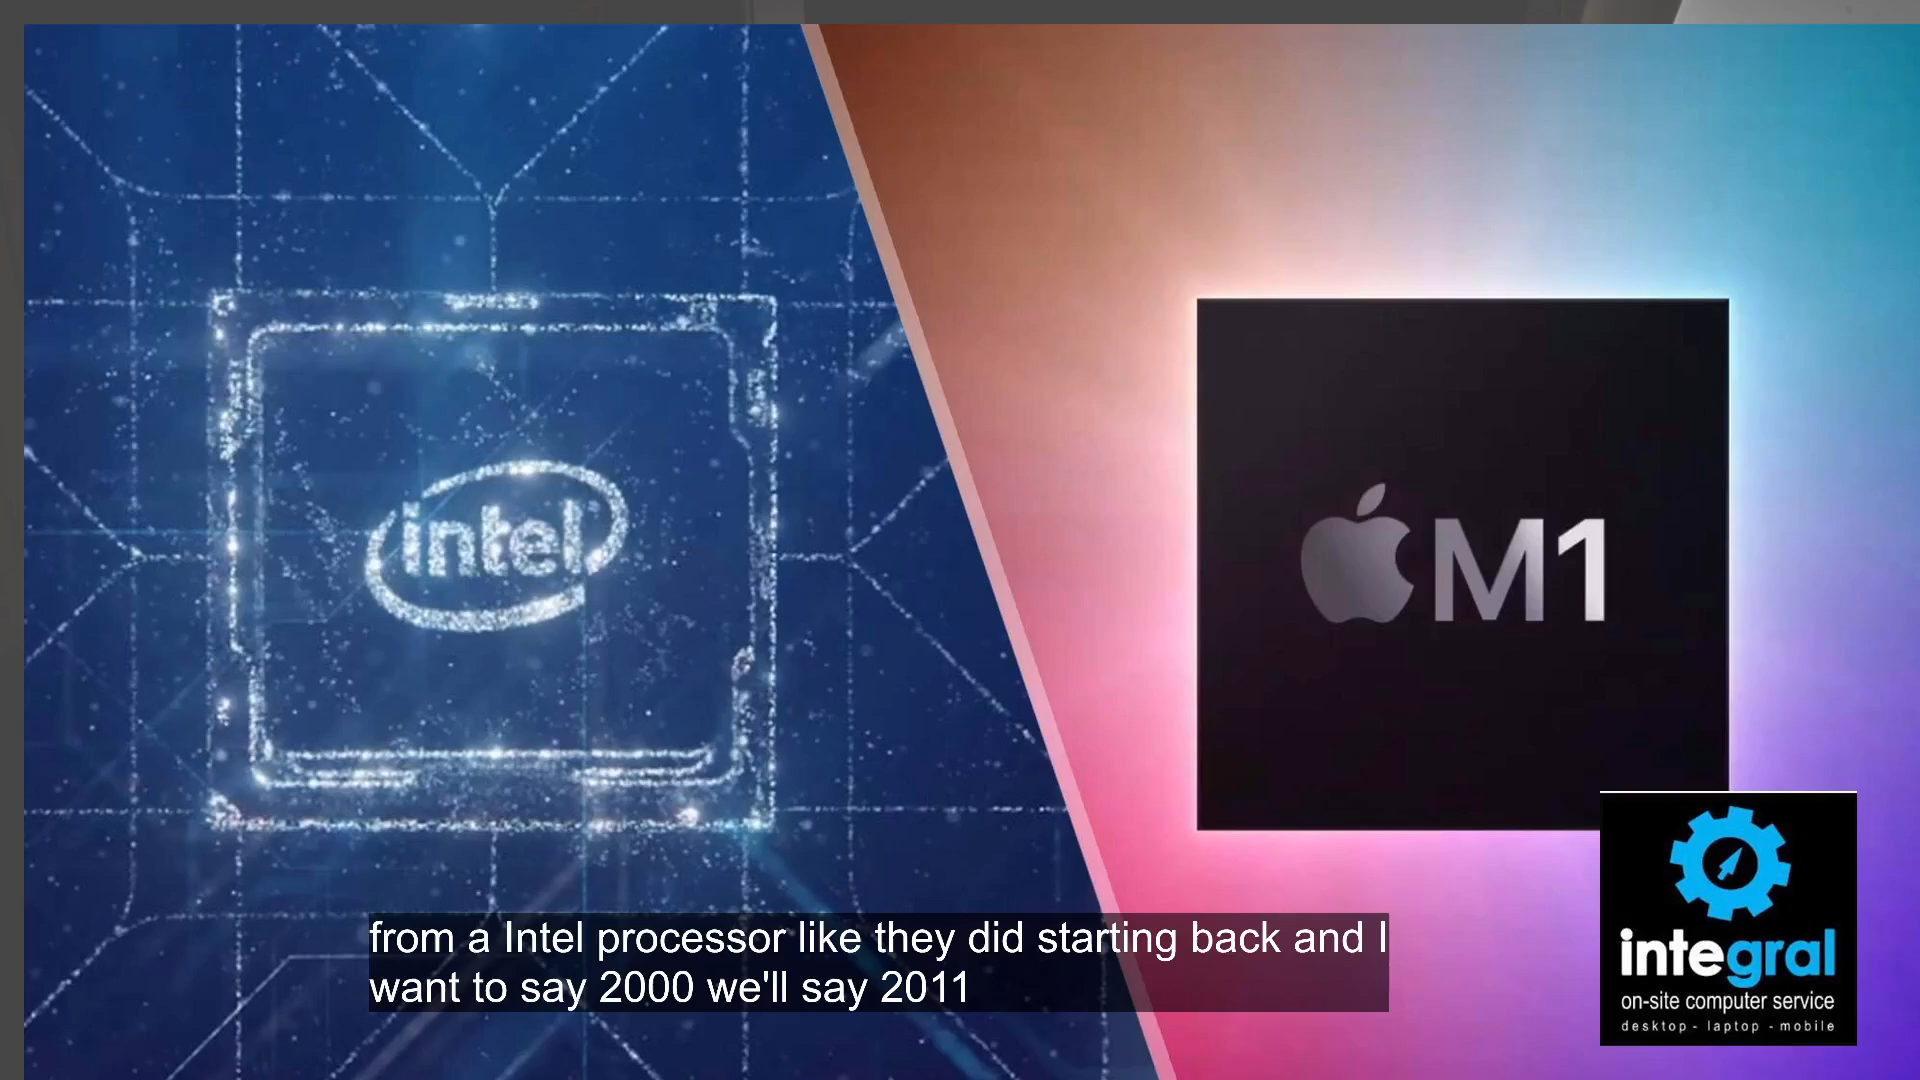 intel
M1
integral
on-site computer service
desktop - laptop - mobile
from a Intel processor like they did starting back and I
want to say 2000 we'll say 2011